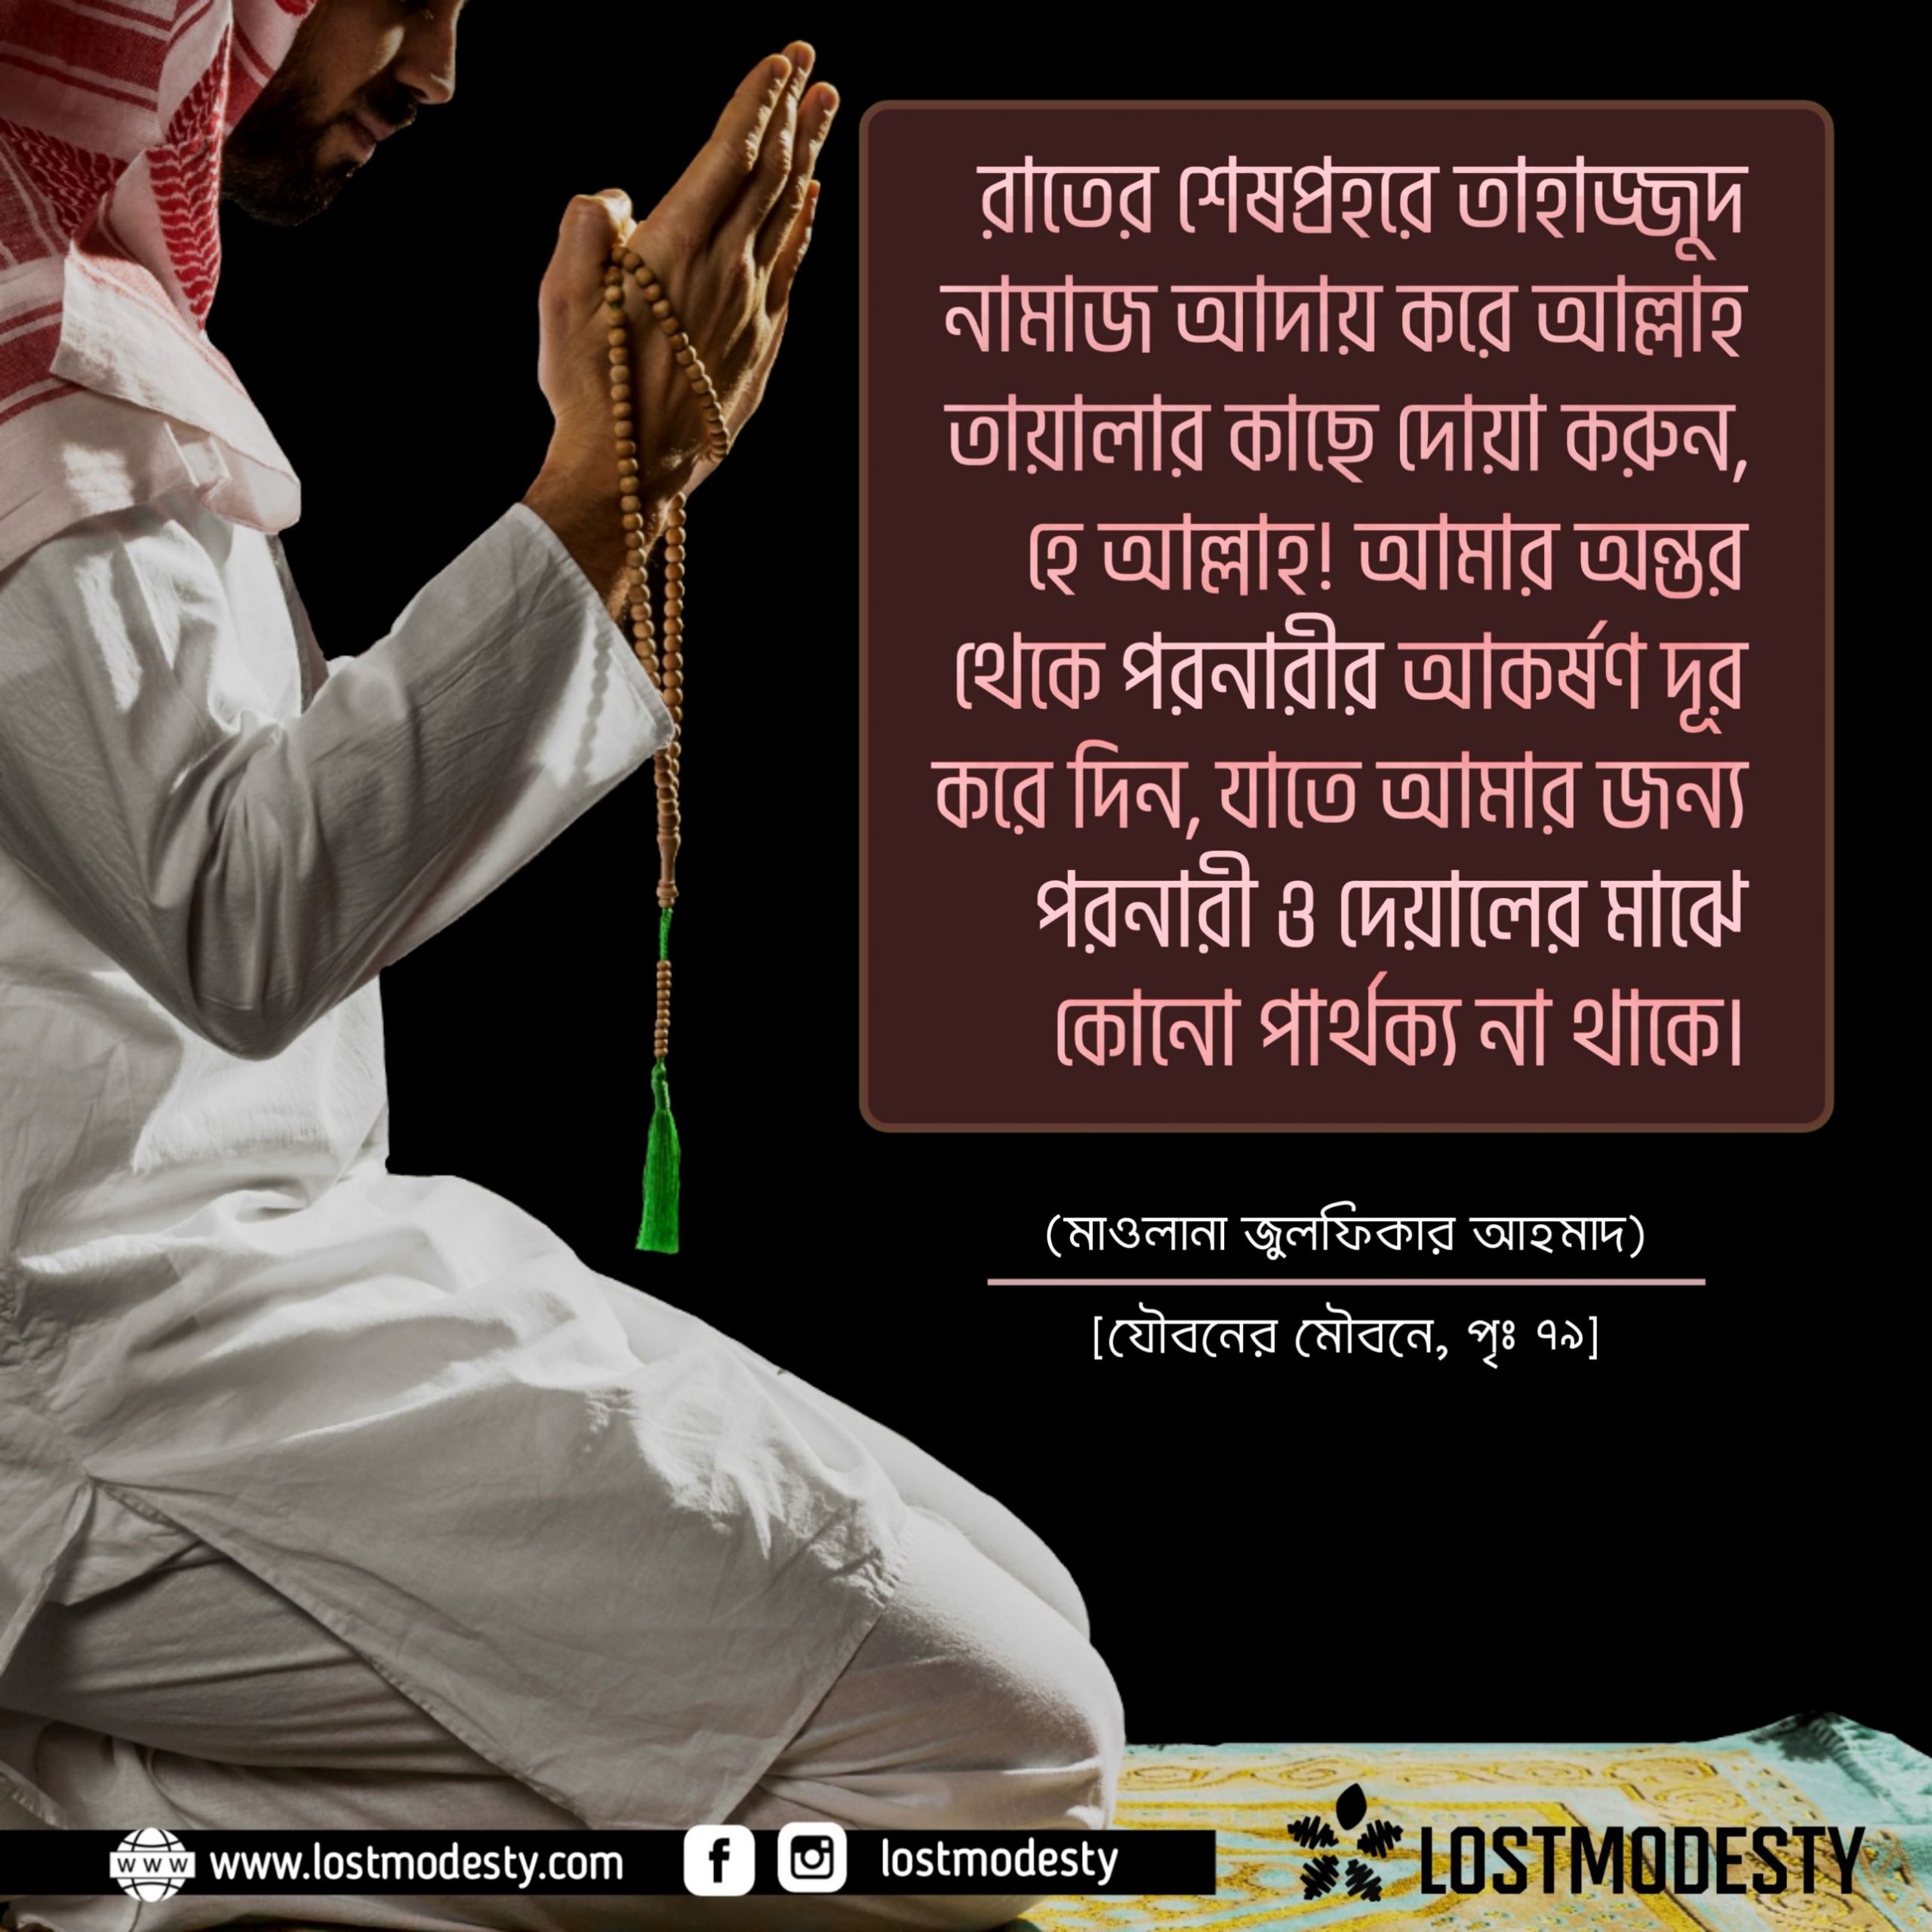 রাতের শেষপ্রহরে তাহাজ্জুদ
নামাজ আদায় করে আল্লাহ
তায়ালার কাছে দোয়া করুন,
হে আল্লাহ! আমার অন্তর
থেকে পরনারীর আকর্ষণ দূর
করে দিন, যাতে আমার জন্য
পরনারী ও দেয়ালের মাঝে
কোনো পার্থক্য না থাকে।
(মাওলানা জুলফিকার আহমাদ)
[যৌবনের মৌবনে, পৃঃ ৭৯]
www www.lostmodesty.com f lostmodesty LOSTMODESTY